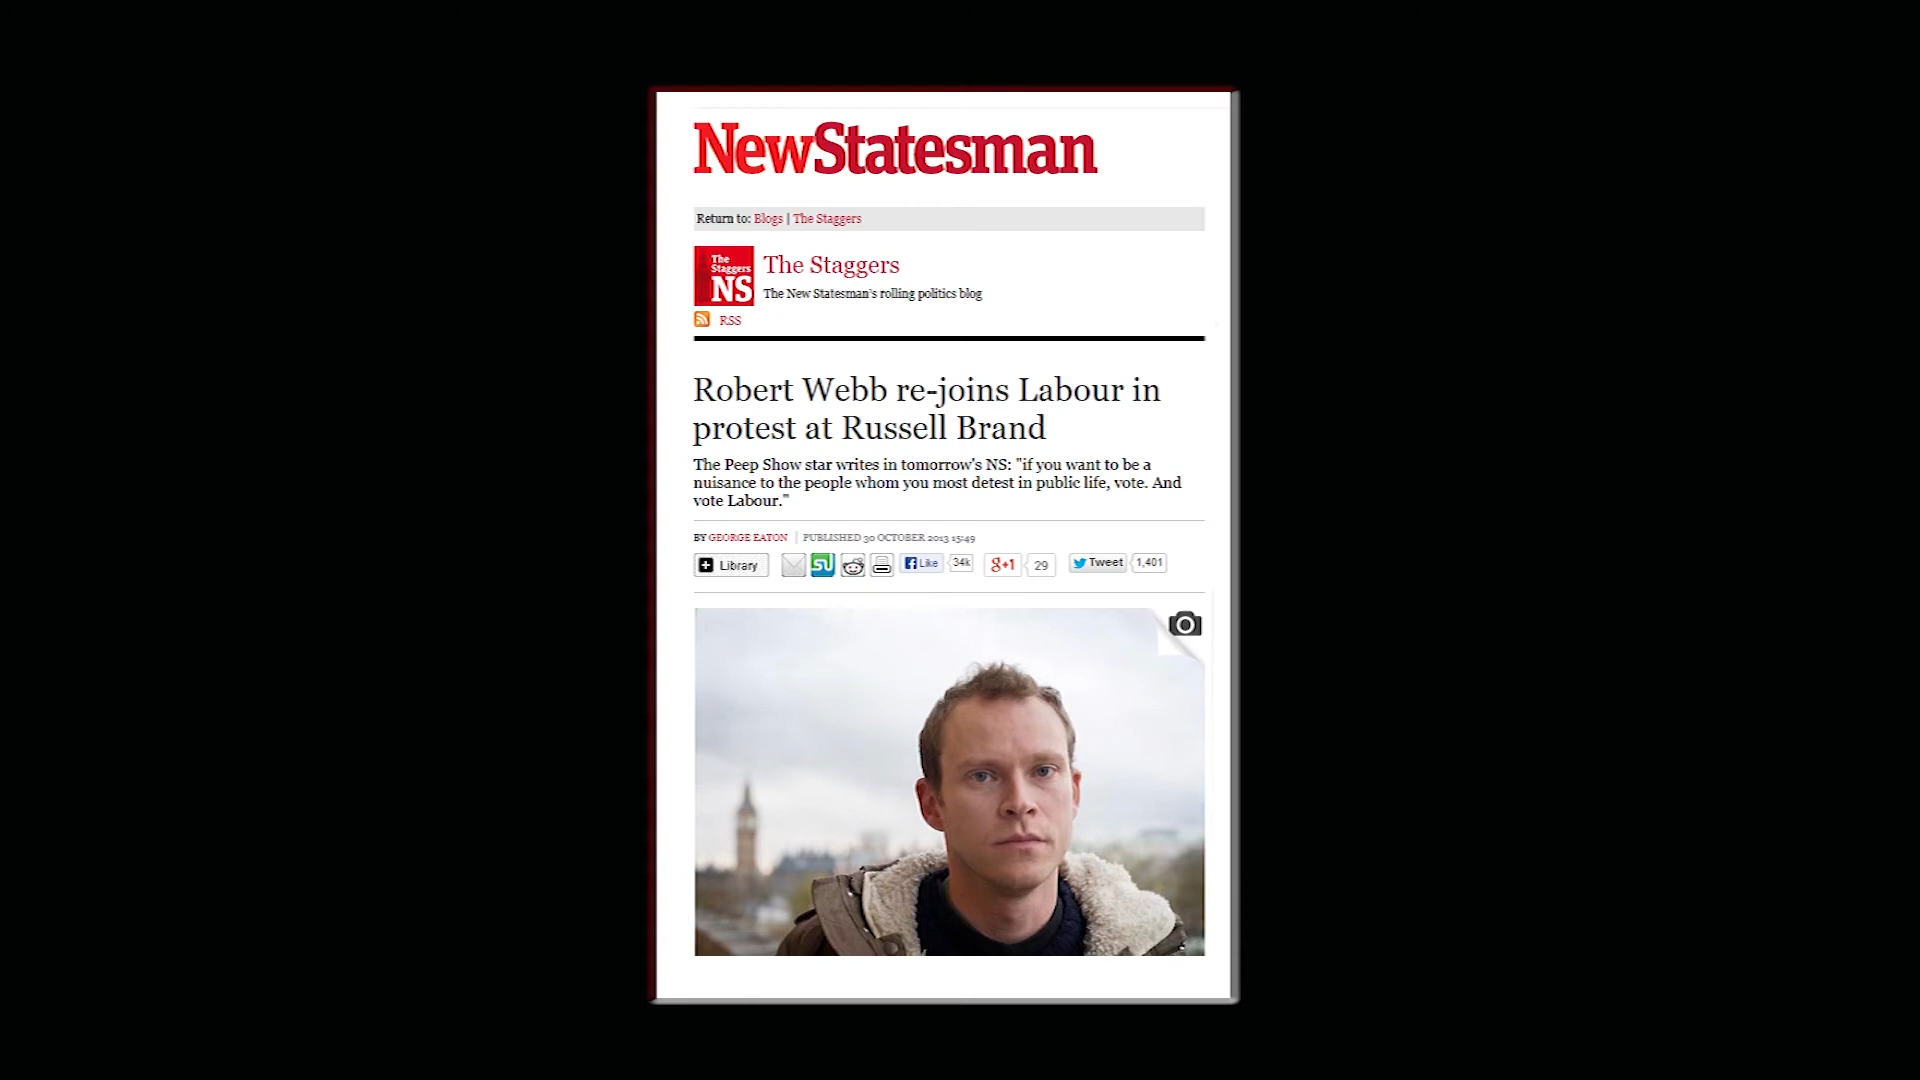 NewStatesman
Return to: Blogs | The Staggers
The Staggers NS
The Staggers
The New Statesman's rolling politics blog
RSS
Robert Webb re-joins Labour in
protest at Russell Brand
The Peep Show star writes in tomorrow's NS: "if you want to be a
nuisance to the people whom you most detest in public life, vote. And
vote Labour."
BY GEORGE EATON | PUBLISHED 30 OCTOBER 2013 15:49
Library Like 34k g+1 29 Tweet 1,401